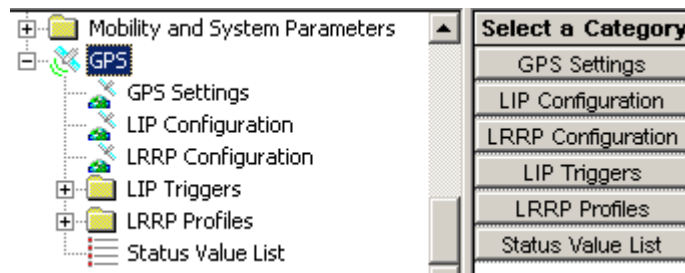 Mobility and System Parameters
GPS
GPS Settings
LIP Configuration
LRRP Configuration
LIP Triggers
LRRP Profiles
Status Value List
Select a Category
GPS Settings
LIP Configuration
LRRP Configuration
LIP Triggers
LRRP Profiles
Status Value List